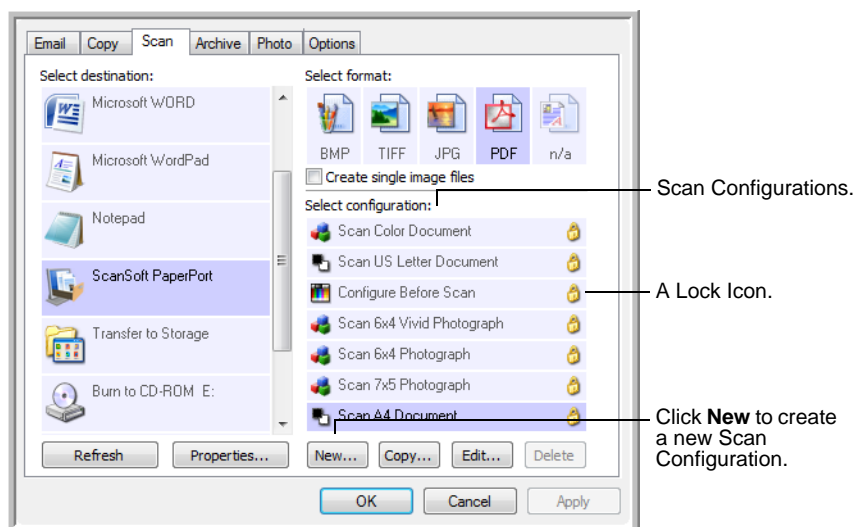 Email Copy Scan Archive Photo Options
Select destination:
Microsoft WORD
Microsoft WordPad
Notepad
ScanSoft PaperPort
Transfer to Storage
Burn to CD-ROM E:
Refresh Properties...
Select format:
BMP TIFF JPG PDF n/a
Create single image files
Select configuration:
Scan Color Document
Scan US Letter Document
Configure Before Scan
Scan 6x4 Vivid Photograph
Scan 6x4 Photograph
Scan 7x5 Photograph
Scan A4 Document
New... Copy... Edit... Delete
OK Cancel Apply
Scan Configurations.
A Lock Icon.
Click New to create
a new Scan
Configuration.